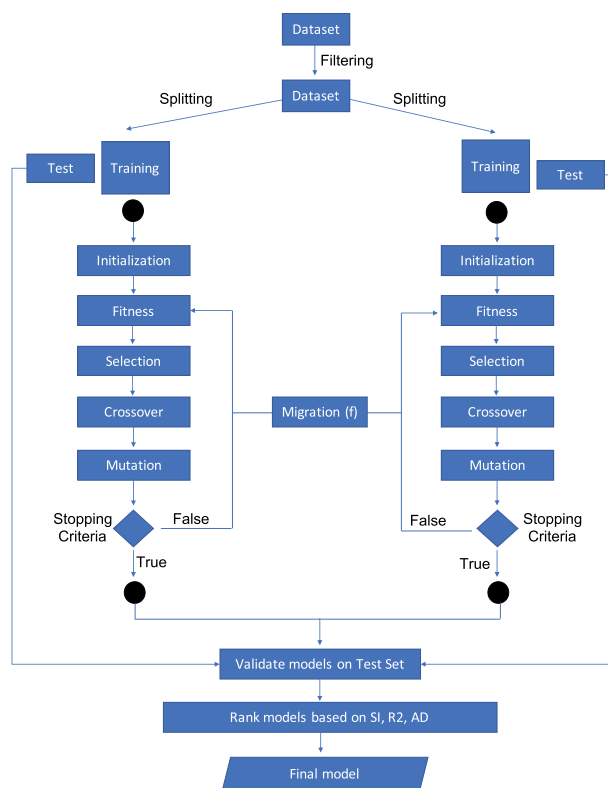 Dataset
Filtering
Dataset
Splitting
Splitting
Test
Training
Training
Test
Initialization
Initialization
Fitness
Fitness
Selection
Selection
Crossover
Migration (f)
Crossover
Mutation
Mutation
Stopping
Criteria
False
False
Stopping
Criteria
True
True
Validate models on Test Set
Rank models based on SI, R2, AD
Final model